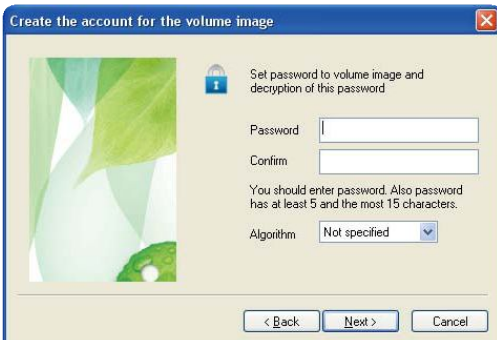 Create the account for the volume image
Set password to volume image and
decryption of this password
Password
Confirm
You should enter password. Also password
has at least 5 and the most 15 characters.
Algorithm Not specified
< Back Next > Cancel